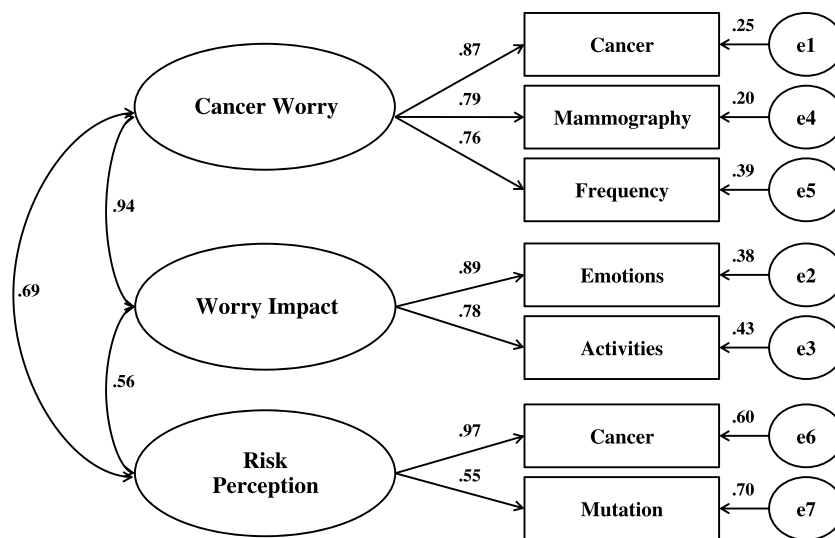 .87
Cancer
.25
e1
Cancer Worry
.79
Mammography
.20
e4
.76
Frequency
.39
e5
.94
.69
Worry Impact
.89
Emotions
.38
e2
.78
Activities
.43
e3
.56
Risk
Perception
.97
Cancer
.60
e6
.55
Mutation
.70
e7